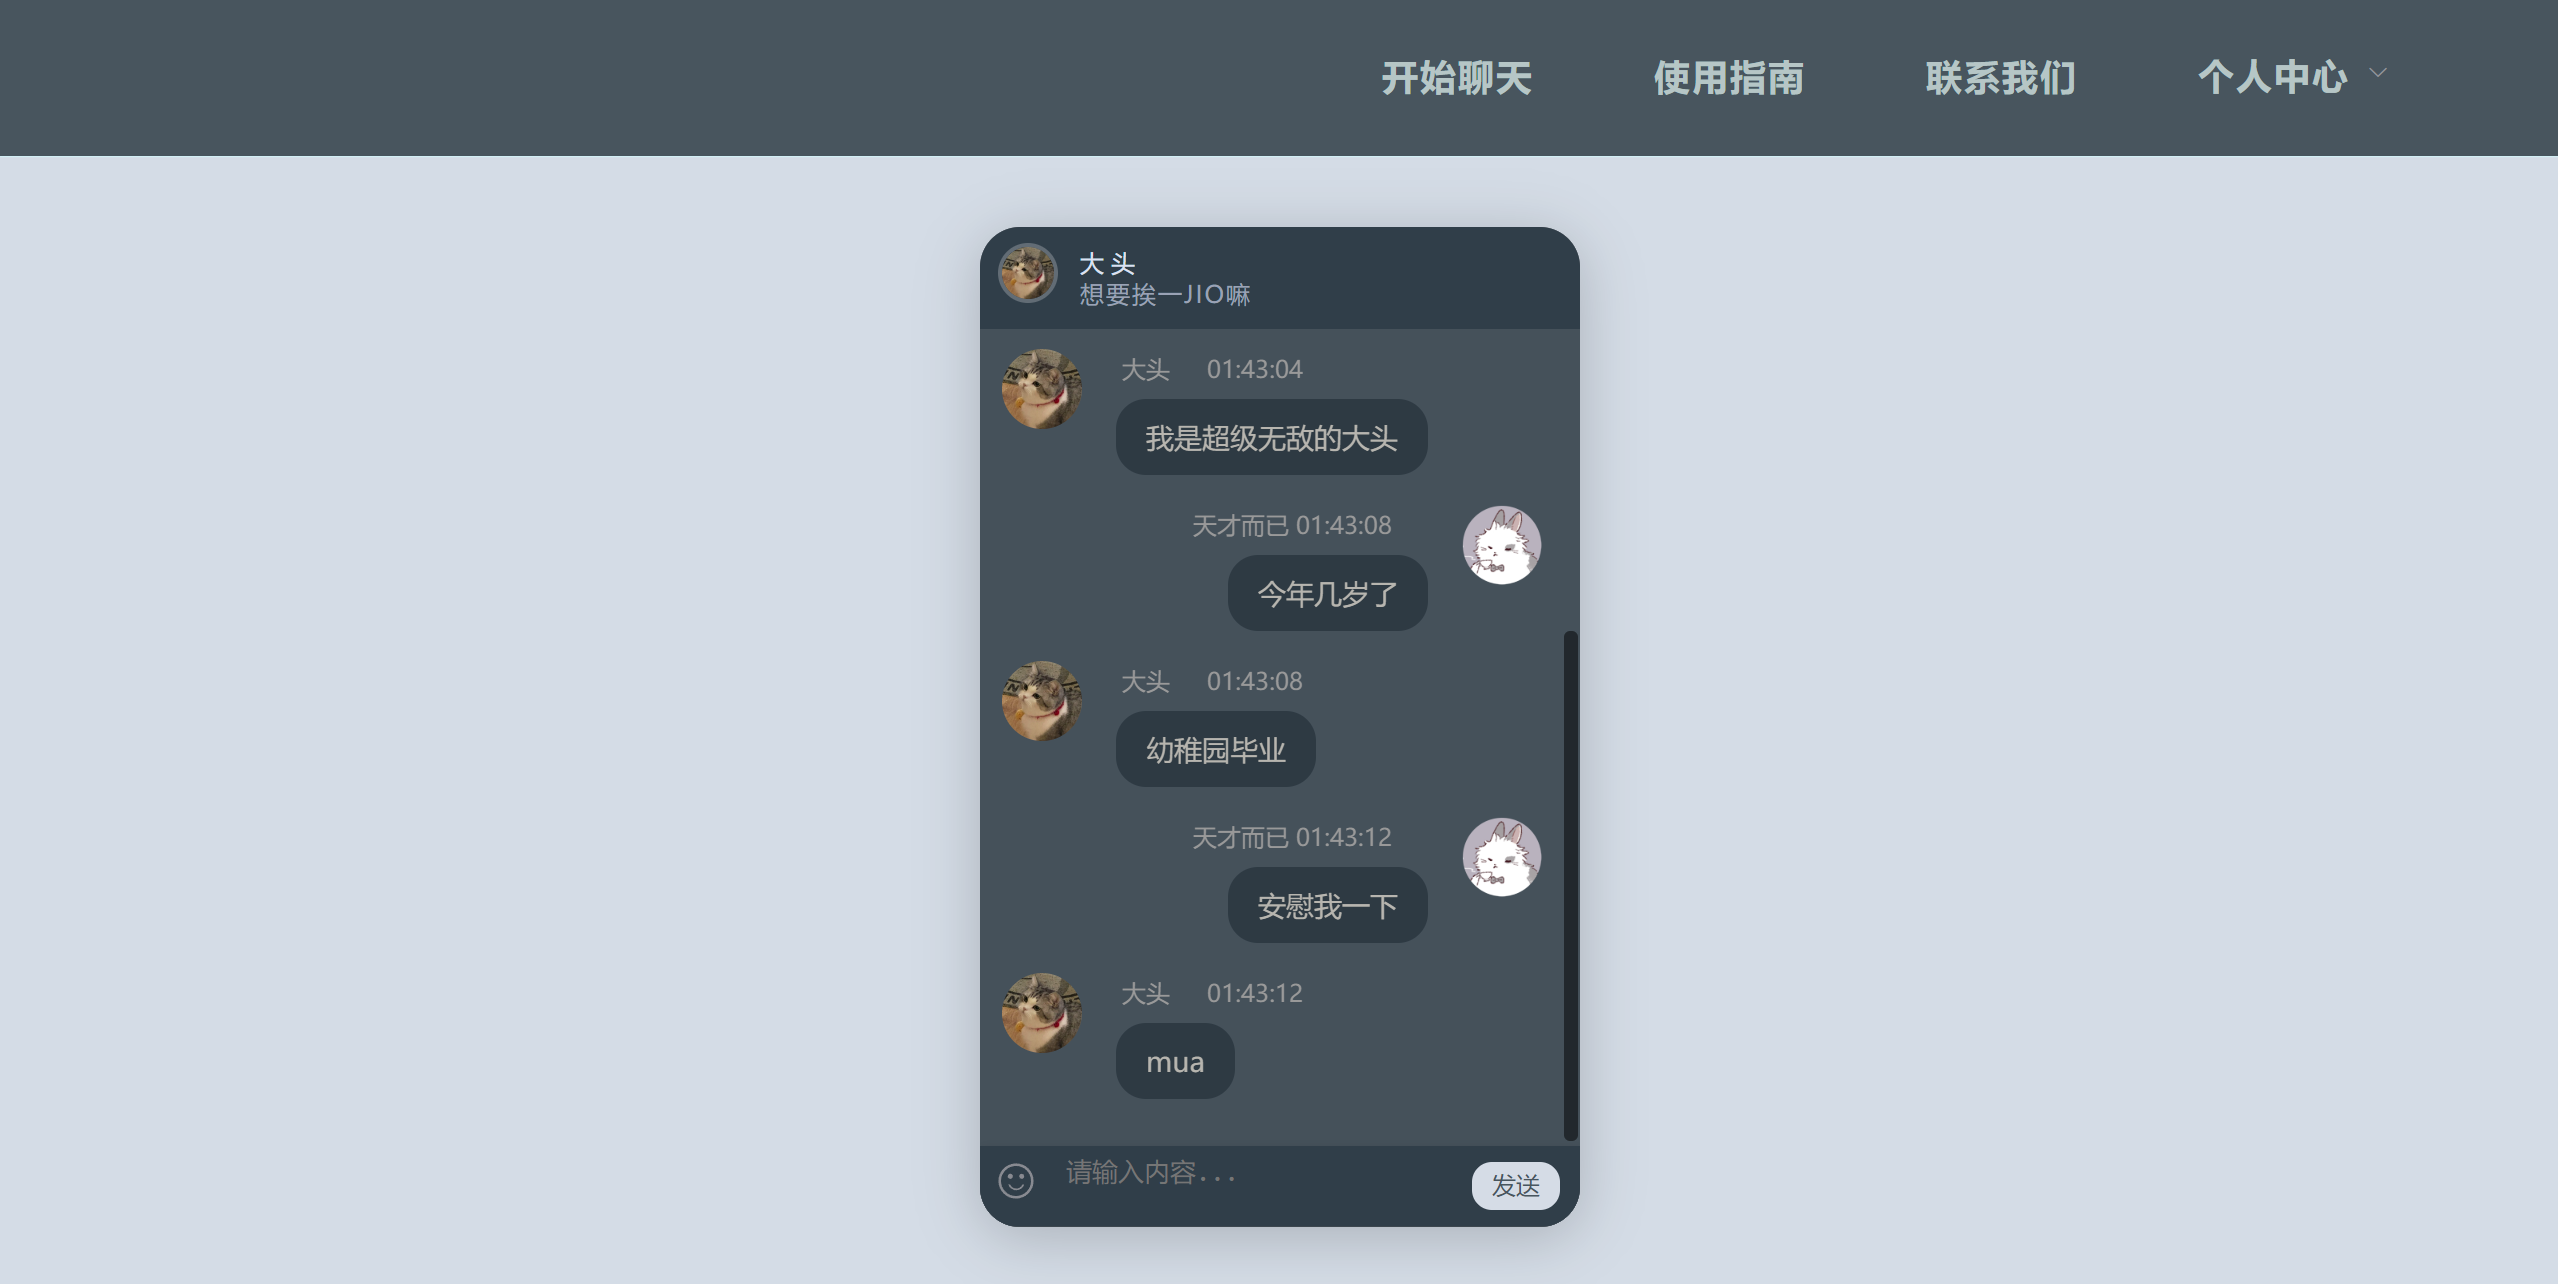 开始聊天 使用指南 联系我们 个人中心
大头
想要挨一JIO嘛
大头 01:43:04
我是超级无敌的大头
天才而已 01:43:08
今年几岁了
大头 01:43:08
幼稚园毕业
天才而已 01:43:12
安慰我一下
大头 01:43:12
mua
请输入内容...
发送